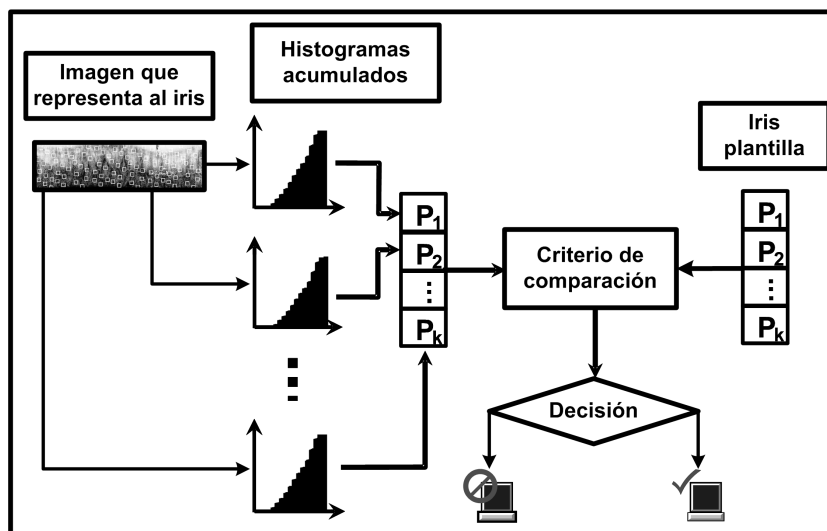 Imagen que
representa al iris
Histogramas
acumulados
Iris
plantilla
P1
P2
⋮
Pk
Criterio de
comparación
P1
P2
⋮
Pk
Decisión